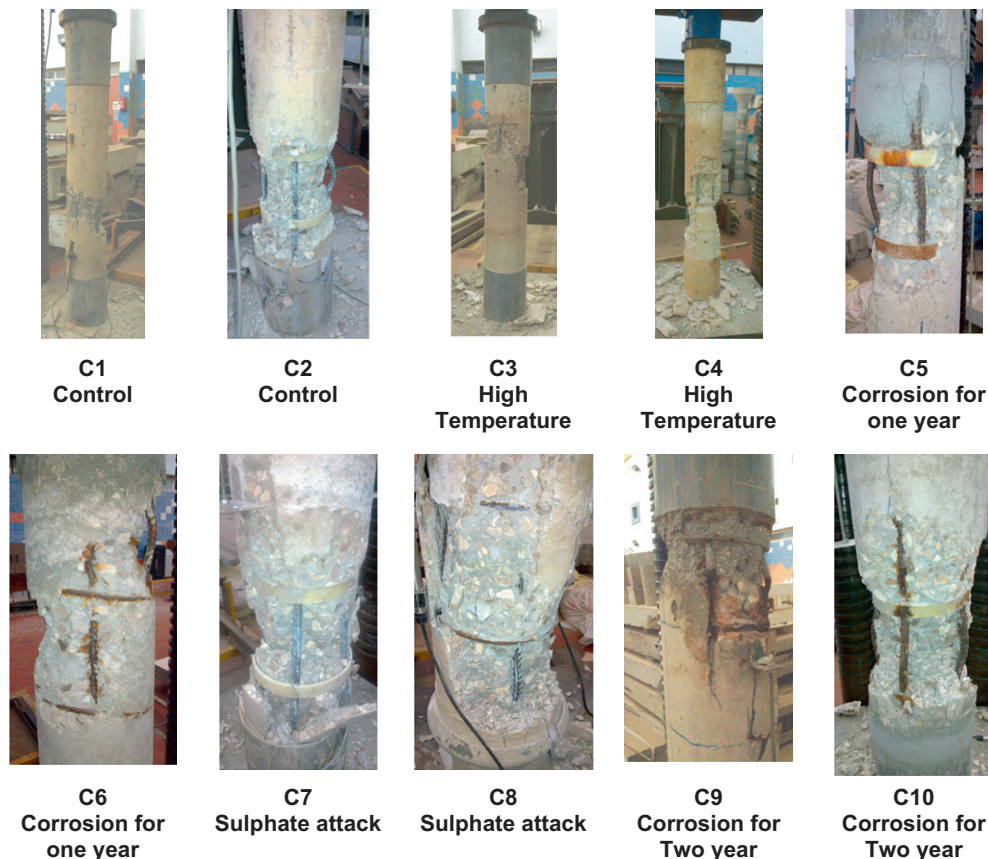 C1
Control
C2
Control
C3
High
Temperature
C4
High
Temperature
C5
Corrosion for
one year
C6
Corrosion for
one year
C7
Sulphate attack
C8
Sulphate attack
C9
Corrosion for
Two year
C10
Corrosion for
Two year